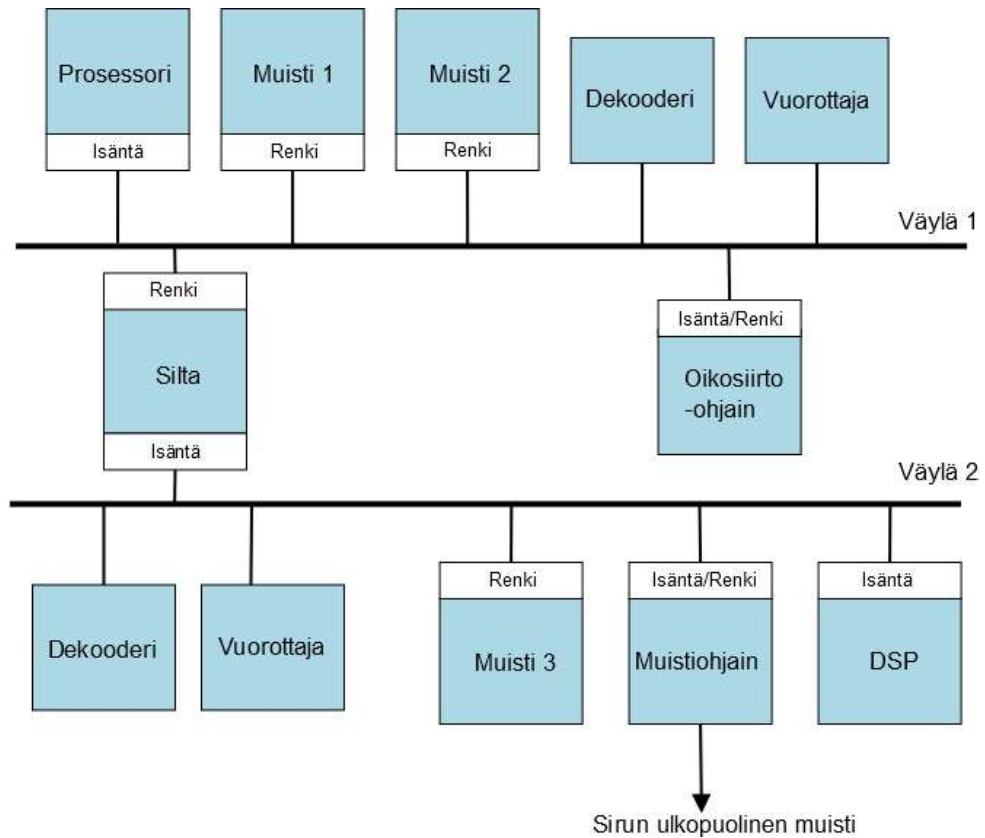 Prosessori
Muisti 1
Muisti 2
Dekooderi
Vuorottaja
Isäntä
Renki
Renki
Väylä 1
Renki
Silta
Isäntä
Isäntä/Renki
Oikosiirto
-ohjain
Väylä 2
Dekooderi
Vuorottaja
Renki
Muisti 3
Isäntä/Renki
Muistiohjain
Isäntä
DSP
Sirun ulkopuolinen muisti